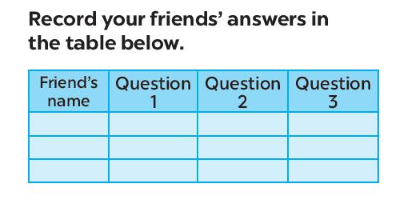 Record your friends’ answers in
the table below.
Friend’s name Question 1 Question 2 Question 3